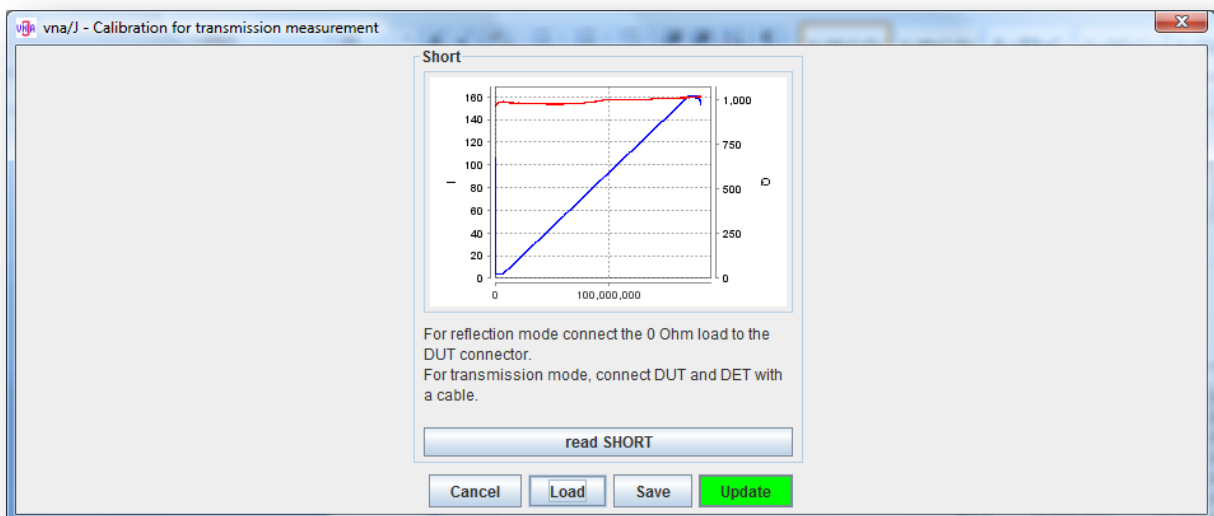 vna/J - Calibration for transmission measurement
Short
160
140
120
100
80
60
40
20
0
I
1,000
750
500
250
0
Q
0 100,000,000
For reflection mode connect the 0 Ohm load to the
DUT connector.
For transmission mode, connect DUT and DET with
a cable.
read SHORT
Cancel Load Save Update